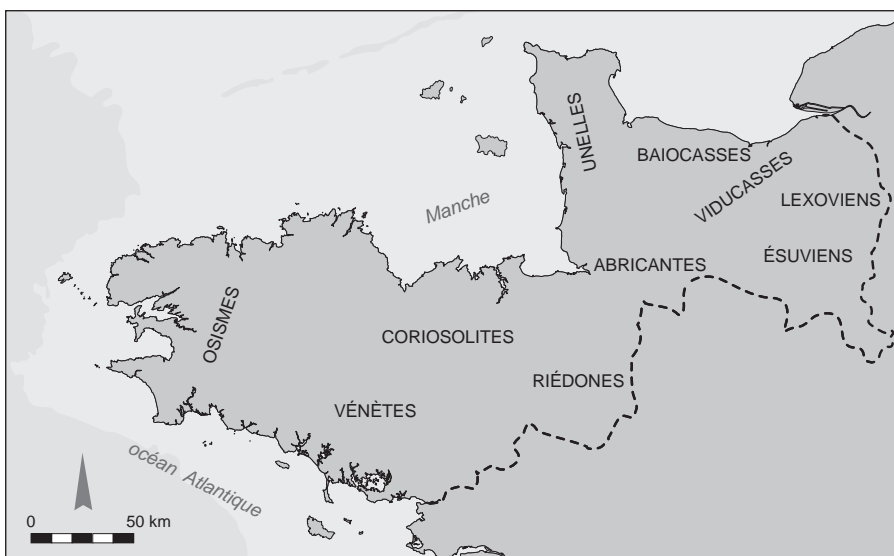 UNELLES
BAIOCASSES
VIDUCASSES
LEXOVIENS
Manche
ABRICANTES
ÉSUVIENS
OSISMES
CORIOSOLITES
RIÉDONES
VÉNÈTES
océan Atlantique
0 50 km